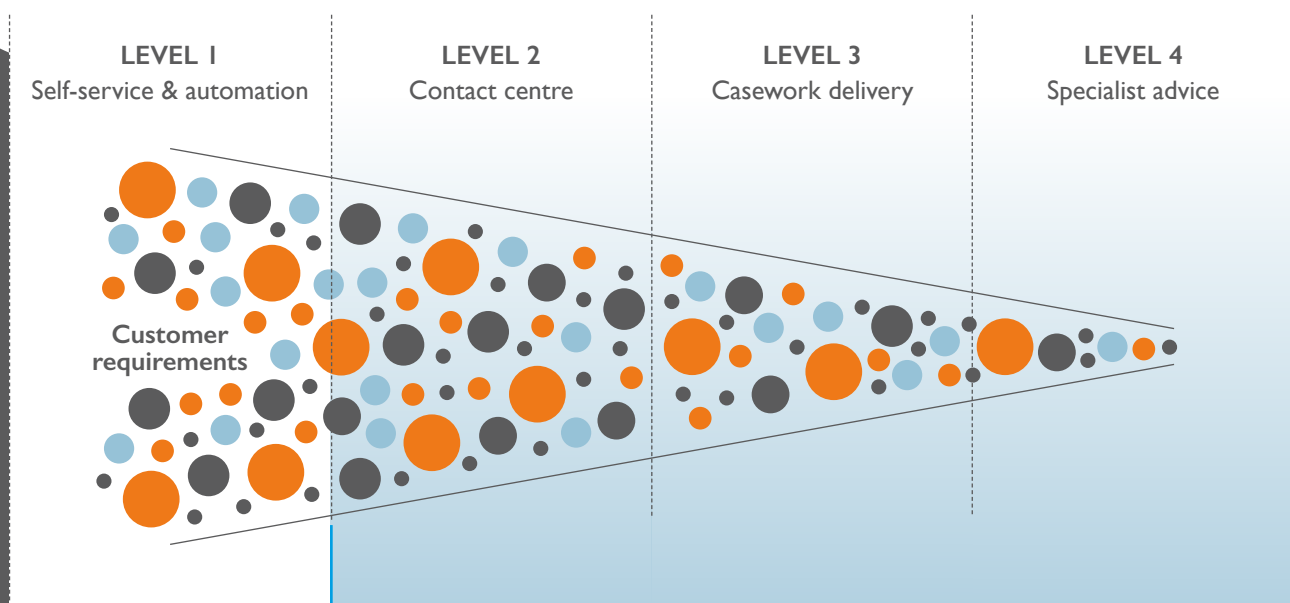 LEVEL 1
Self-service & automation
LEVEL 2
Contact centre
LEVEL 3
Casework delivery
LEVEL 4
Specialist advice
Customer
requirements